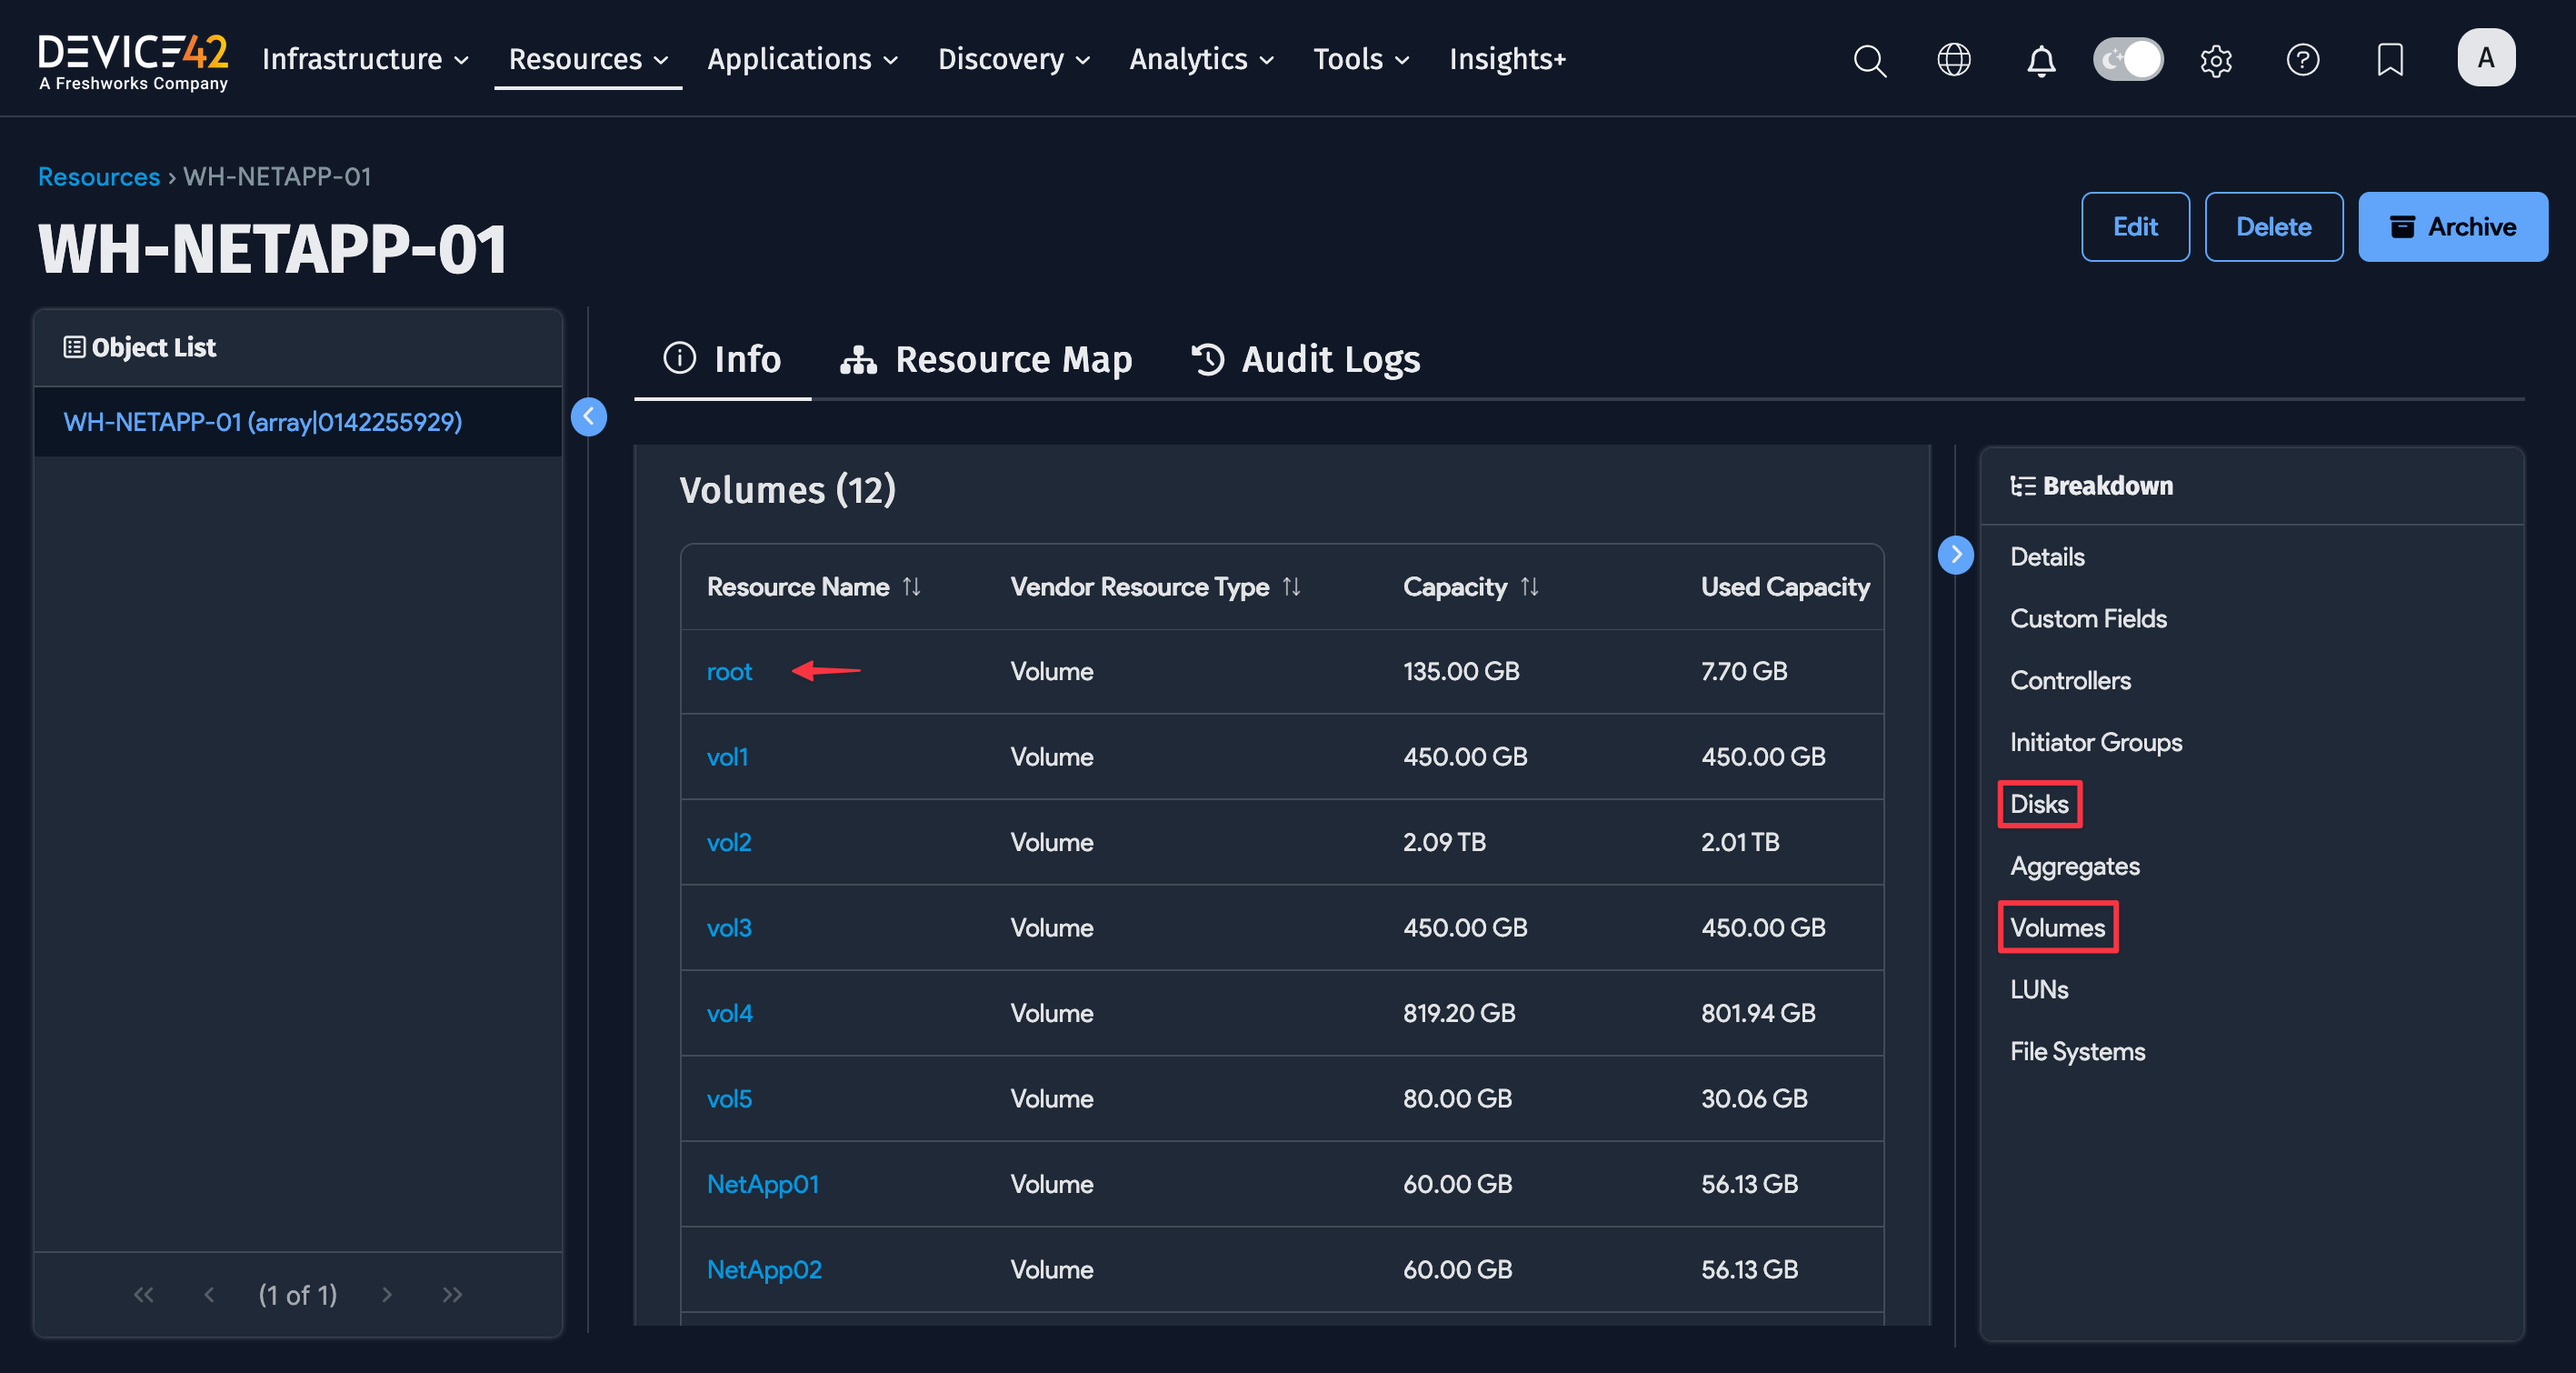 DEVICE42
A Freshworks Company
Infrastructure
Resources
Applications
Discovery
Analytics
Tools
Insights+
A
Resources › WH-NETAPP-01
WH-NETAPP-01
Edit
Delete
Archive
Object List
WH-NETAPP-01 (array|0142255929)
(1 of 1)
Info
Resource Map
Audit Logs
Volumes (12)
Resource Name Vendor Resource Type Capacity Used Capacity
root Volume 135.00 GB 7.70 GB
vol1 Volume 450.00 GB 450.00 GB
vol2 Volume 2.09 TB 2.01 TB
vol3 Volume 450.00 GB 450.00 GB
vol4 Volume 819.20 GB 801.94 GB
vol5 Volume 80.00 GB 30.06 GB
NetApp01 Volume 60.00 GB 56.13 GB
NetApp02 Volume 60.00 GB 56.13 GB
Breakdown
Details
Custom Fields
Controllers
Initiator Groups
Disks
Aggregates
Volumes
LUNs
File Systems